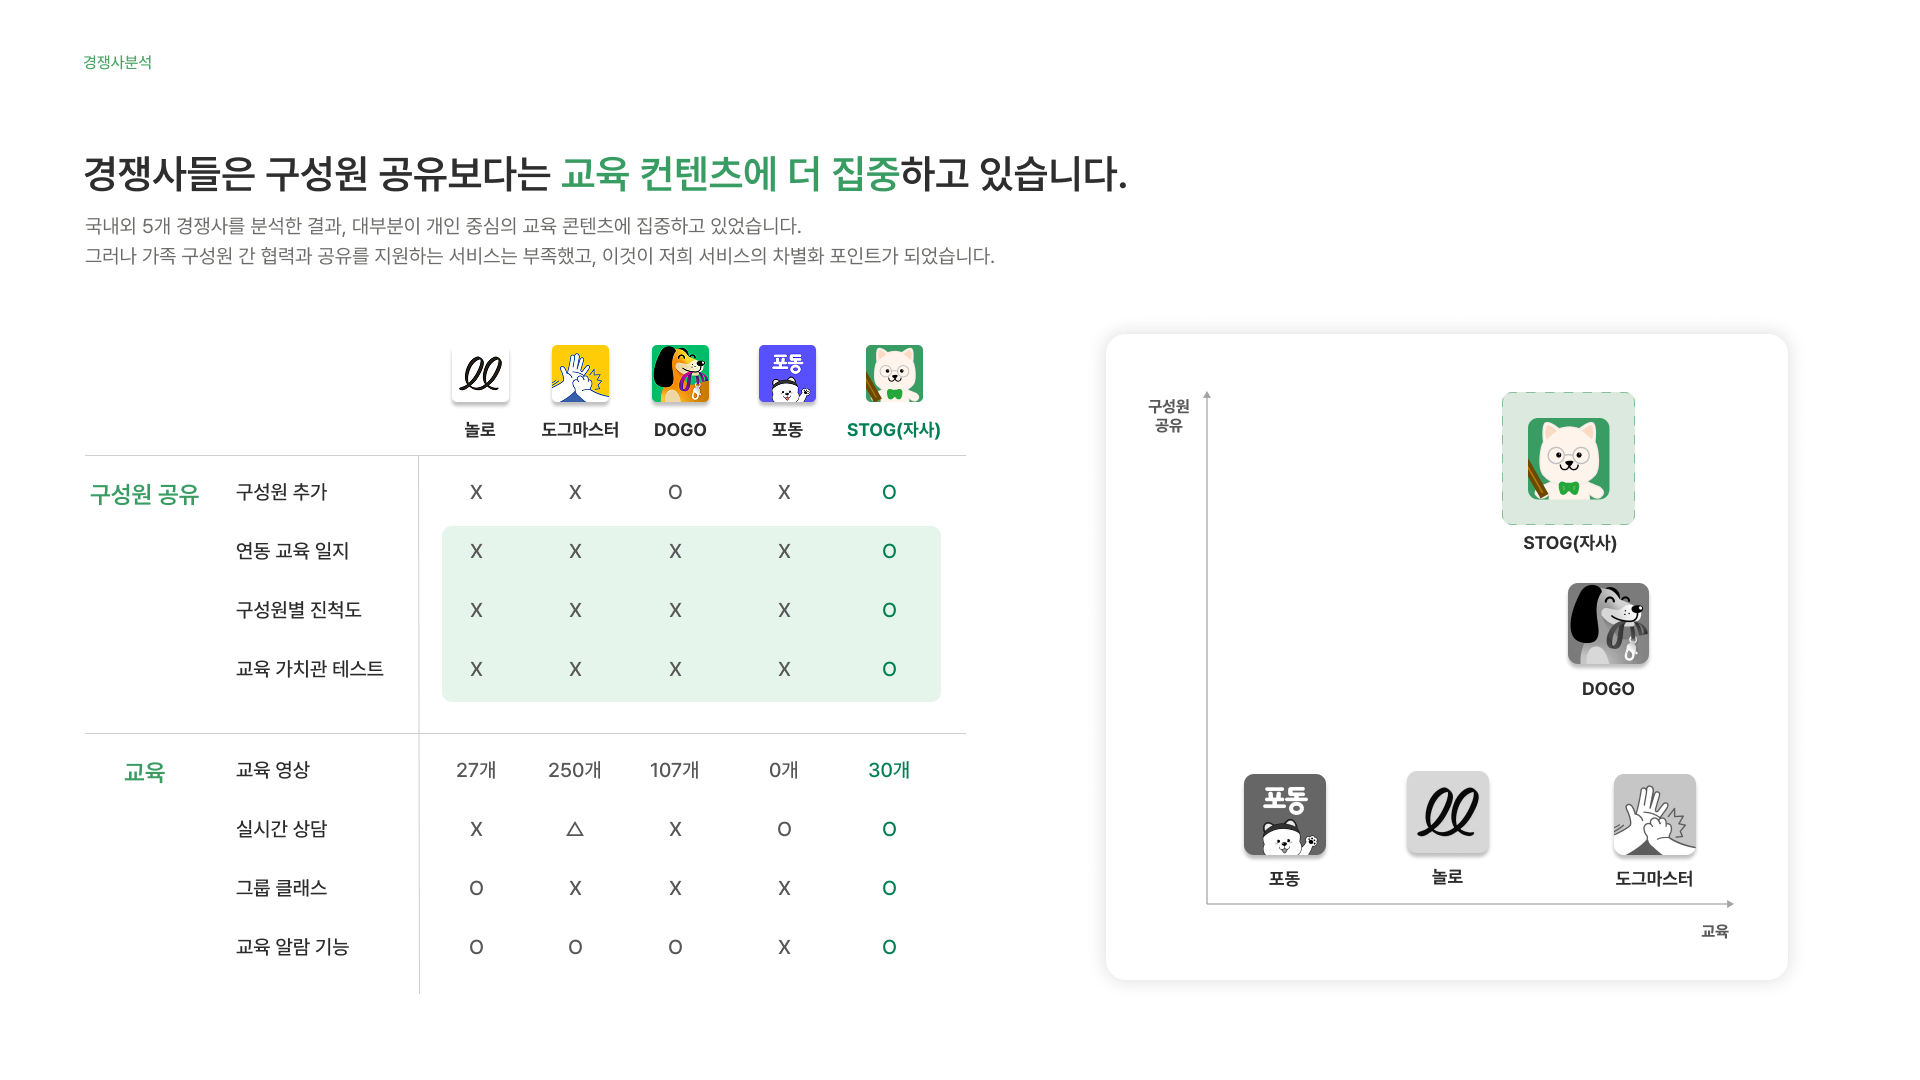 경쟁사분석
경쟁사들은 구성원 공유보다는 교육 컨텐츠에 더 집중하고 있습니다.
국내외 5개 경쟁사를 분석한 결과, 대부분이 개인 중심의 교육 콘텐츠에 집중하고 있었습니다.
그러나 가족 구성원 간 협력과 공유를 지원하는 서비스는 부족했고, 이것이 저희 서비스의 차별화 포인트가 되었습니다.
포동
놀로 도그마스터 DOGO 포동 STOG(자사)
구성원 공유 구성원 추가 X X O X O
연동 교육 일지 X X X X O
구성원별 진척도 X X X X O
교육 가치관 테스트 X X X X O
교육 교육 영상 27개 250개 107개 0개 30개
실시간 상담 X △ X O O
그룹 클래스 O X X X O
교육 알람 기능 O O O X O
구성원
공유
STOG(자사)
DOGO
포동
포동 놀로 도그마스터
교육